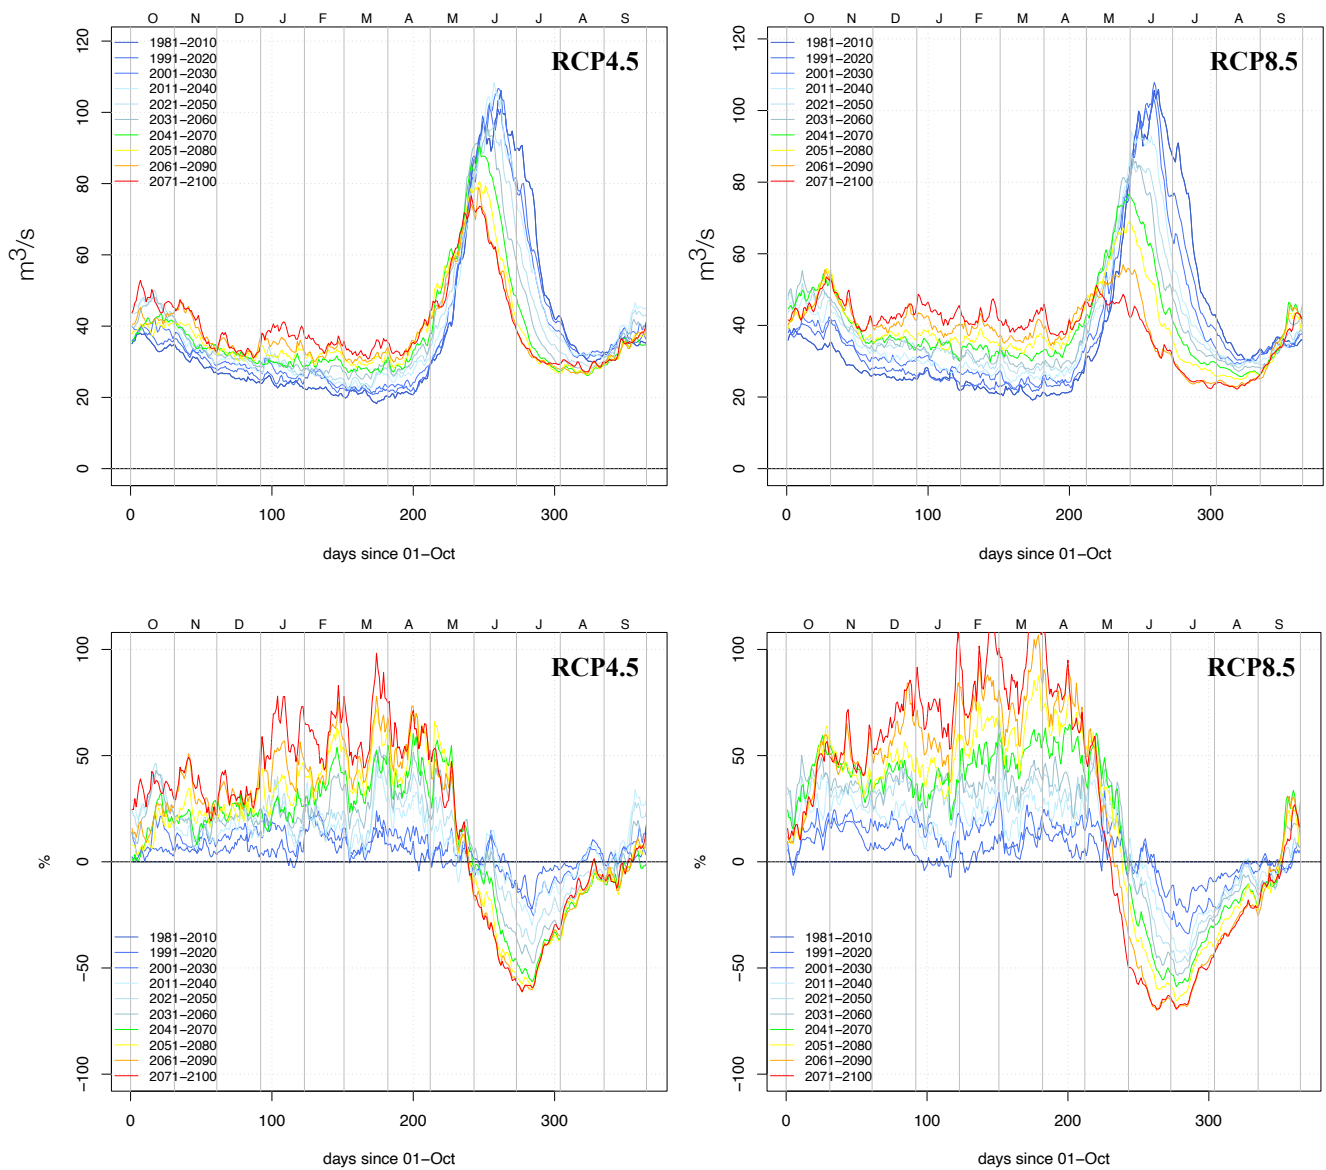 O N D J F M A M J J A S
RCP4.5
1981−2010
1991−2020
2001−2030
2011−2040
2021−2050
2031−2060
2041−2070
2051−2080
2061−2090
2071−2100
m3/s
0 20 40 60 80 100 120
0 100 200 300
days since 01−Oct
O N D J F M A M J J A S
RCP8.5
1981−2010
1991−2020
2001−2030
2011−2040
2021−2050
2031−2060
2041−2070
2051−2080
2061−2090
2071−2100
m3/s
0 20 40 60 80 100 120
0 100 200 300
days since 01−Oct
O N D J F M A M J J A S
RCP4.5
%
−100 −50 0 50 100
1981−2010
1991−2020
2001−2030
2011−2040
2021−2050
2031−2060
2041−2070
2051−2080
2061−2090
2071−2100
0 100 200 300
days since 01−Oct
O N D J F M A M J J A S
RCP8.5
%
−100 −50 0 50 100
1981−2010
1991−2020
2001−2030
2011−2040
2021−2050
2031−2060
2041−2070
2051−2080
2061−2090
2071−2100
0 100 200 300
days since 01−Oct